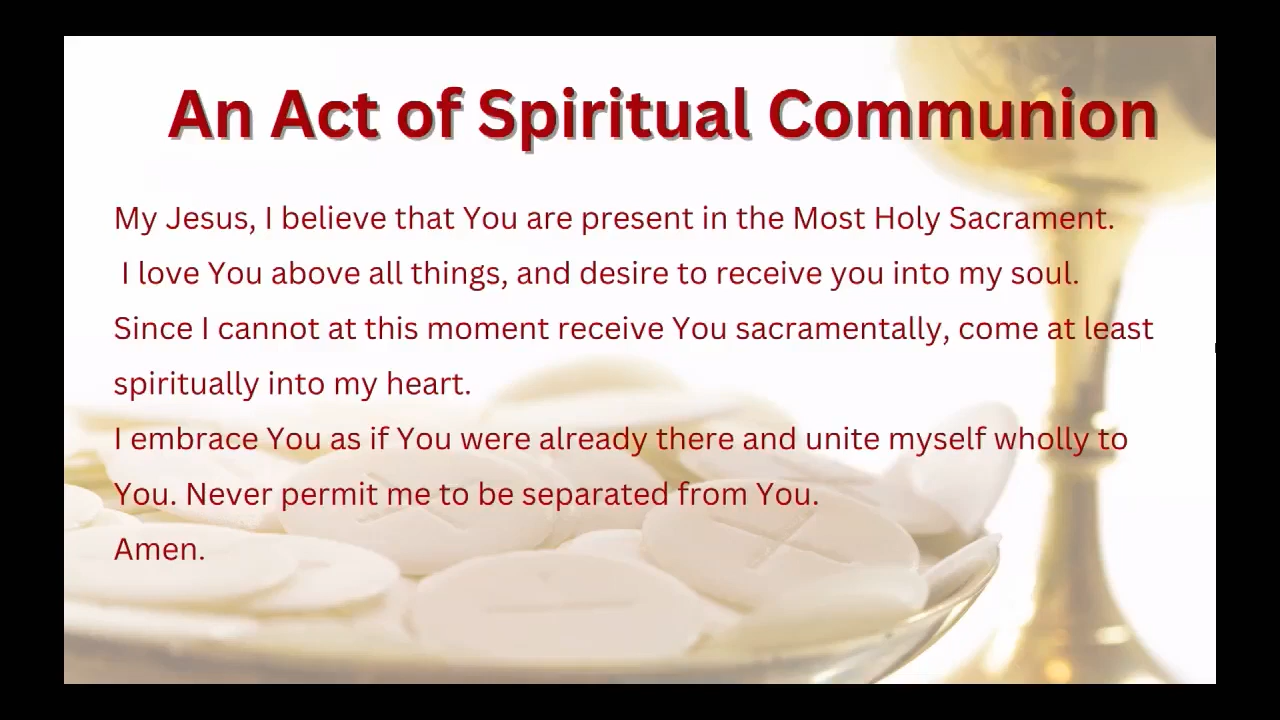 An Act of Spiritual Communion
My Jesus, I believe that You are present in the Most Holy Sacrament.
I love You above all things, and desire to receive you into my soul.
Since I cannot at this moment receive You sacramentally, come at least
spiritually into my heart.
I embrace You as if You were already there and unite myself wholly to
You. Never permit me to be separated from You.
Amen.